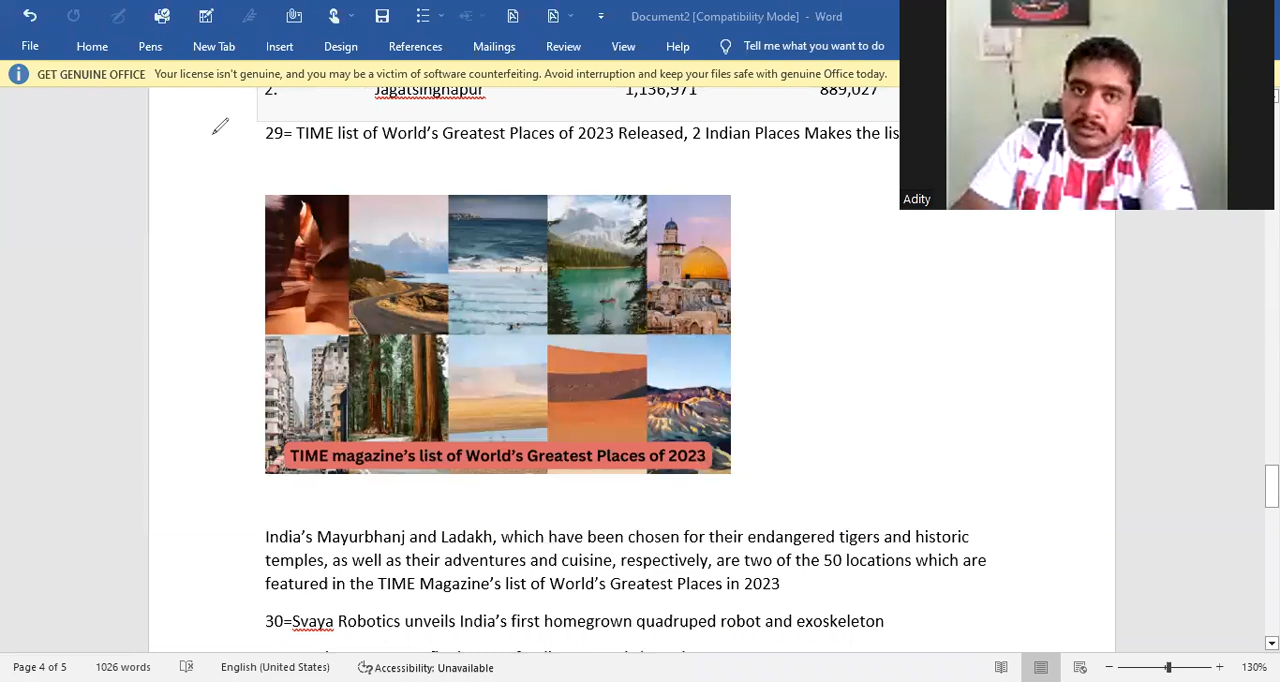 Document2 [Compatibility Mode] - Word
File Home Pens New Tab Insert Design References Mailings Review View Help Tell me what you want to do
GET GENUINE OFFICE Your license isn't genuine, and you may be a victim of software counterfeiting. Avoid interruption and keep your files safe with genuine Office today.
2. Jagatsinghapur 1,136,971 889,027
29= TIME list of World's Greatest Places of 2023 Released, 2 Indian Places Makes the lis
Adity
TIME magazine's list of World's Greatest Places of 2023
India's Mayurbhanj and Ladakh, which have been chosen for their endangered tigers and historic
temples, as well as their adventures and cuisine, respectively, are two of the 50 locations which are
featured in the TIME Magazine's list of World's Greatest Places in 2023
30=Svaya Robotics unveils India's first homegrown quadruped robot and exoskeleton
Page 4 of 5 1026 words English (United States) Accessibility: Unavailable 130%